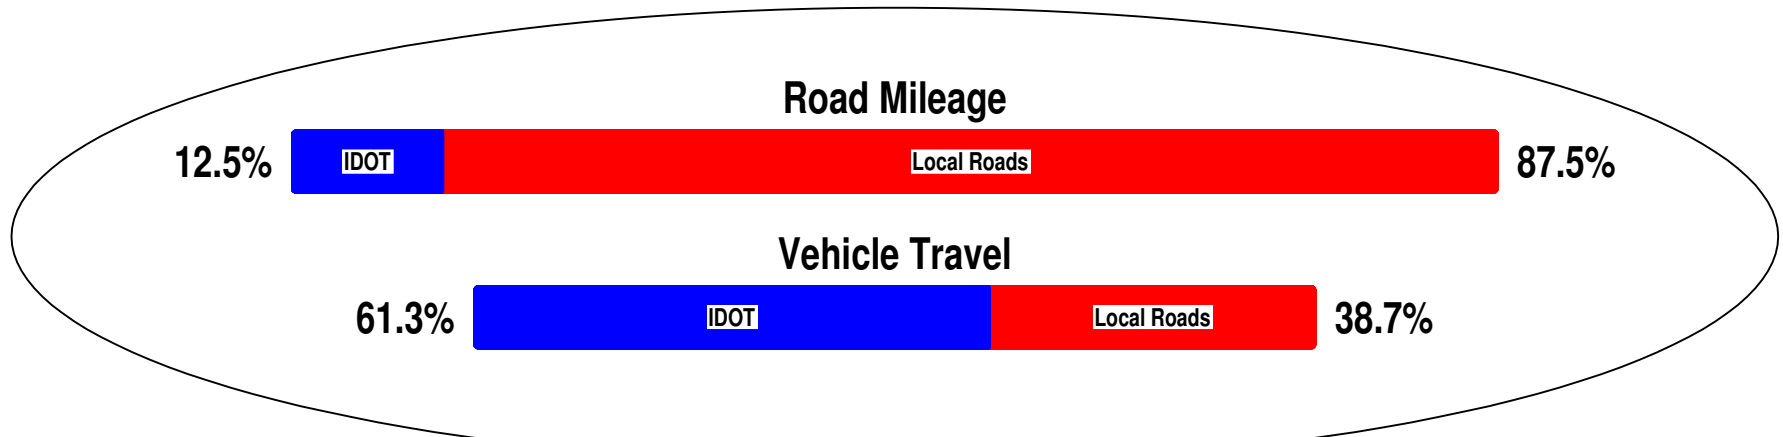 Road Mileage
12.5% IDOT Local Roads 87.5%
Vehicle Travel
61.3% IDOT Local Roads 38.7%